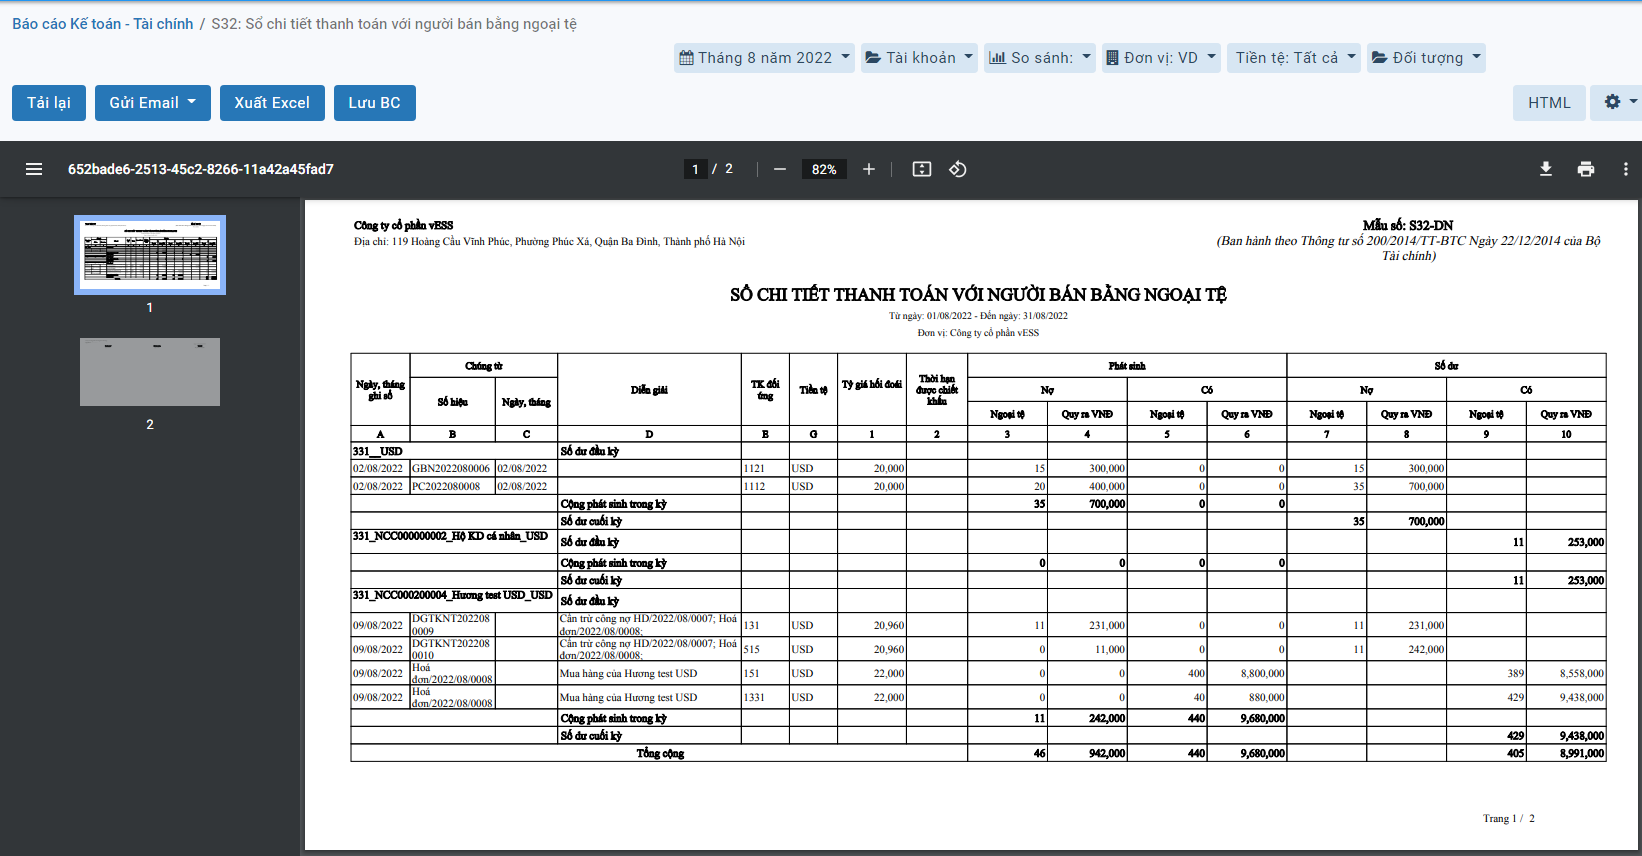 Báo cáo Kế toán - Tài chính / S32: Sổ chi tiết thanh toán với người bán bằng ngoại tệ
Tháng 8 năm 2022 Tài khoản So sánh: Đơn vị: VD Tiền tệ: Tất cả Đối tượng
Tải lại Gửi Email Xuất Excel Lưu BC HTML
652bade6-2513-45c2-8266-11a42a45fad7 1 / 2 82%
1
2
Công ty cổ phần vESS
Địa chỉ: 119 Hoàng Cầu Vĩnh Phúc, Phường Phúc Xá, Quận Ba Đình, Thành phố Hà Nội
Mẫu số: S32-DN
(Ban hành theo Thông tư số 200/2014/TT-BTC Ngày 22/12/2014 của Bộ
Tài chính)
SỔ CHI TIẾT THANH TOÁN VỚI NGƯỜI BÁN BẰNG NGOẠI TỆ
Từ ngày: 01/08/2022 - Đến ngày: 31/08/2022
Đơn vị: Công ty cổ phần vESS
Ngày, tháng ghi sổ Chứng từ Diễn giải TK đối ứng Tiền tệ Tỷ giá hối đoái Thời hạn được chiết khấu Phát sinh Số dư
Số hiệu Ngày, tháng Nợ Có Nợ Có
Ngoại tệ Quy ra VNĐ Ngoại tệ Quy ra VNĐ Ngoại tệ Quy ra VNĐ Ngoại tệ Quy ra VNĐ
A B C D E G 1 2 3 4 5 6 7 8 9 10
331__USD Số dư đầu kỳ
02/08/2022 GBN2022080006 02/08/2022 1121 USD 20,000 15 300,000 0 0 15 300,000
02/08/2022 PC2022080008 02/08/2022 1112 USD 20,000 20 400,000 0 0 35 700,000
Cộng phát sinh trong kỳ 35 700,000 0 0
Số dư cuối kỳ 35 700,000
331_NCC000000002_Hộ KD cá nhân_USD Số dư đầu kỳ 11 253,000
Cộng phát sinh trong kỳ 0 0 0 0
Số dư cuối kỳ 11 253,000
331_NCC000200004_Hương test USD_USD Số dư đầu kỳ
09/08/2022 DGTKNT202208 0009 Cấn trừ công nợ HD/2022/08/0007; Hoá đơn/2022/08/0008; 131 USD 20,960 11 231,000 0 0 11 231,000
09/08/2022 DGTKNT202208 0010 Cấn trừ công nợ HD/2022/08/0007; Hoá đơn/2022/08/0008; 515 USD 20,960 0 11,000 0 0 11 242,000
09/08/2022 Hoá đơn/2022/08/0008 Mua hàng của Hương test USD 151 USD 22,000 0 0 400 8,800,000 389 8,558,000
09/08/2022 Hoá đơn/2022/08/0008 Mua hàng của Hương test USD 1331 USD 22,000 0 0 40 880,000 429 9,438,000
Cộng phát sinh trong kỳ 11 242,000 440 9,680,000
Số dư cuối kỳ 429 9,438,000
Tổng cộng 46 942,000 440 9,680,000 405 8,991,000
Trang 1 / 2